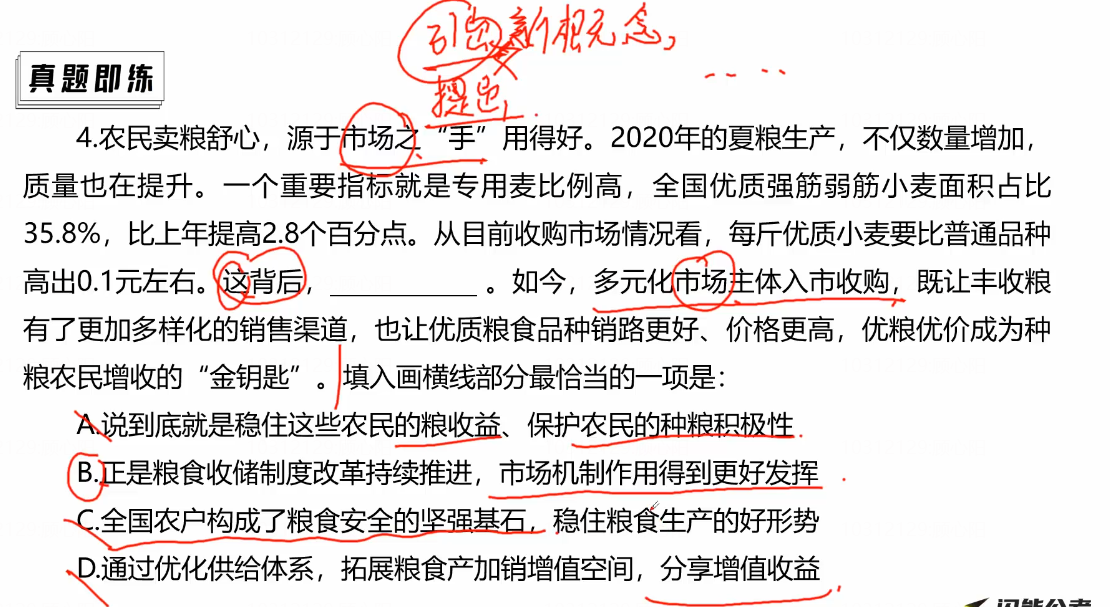 引出新概念，
提出
真题即练
4.农民卖粮舒心，源于市场之“手”用得好。2020年的夏粮生产，不仅数量增加，
质量也在提升。一个重要指标就是专用麦比例高，全国优质强筋弱筋小麦面积占比
35.8%，比上年提高2.8个百分点。从目前收购市场情况看，每斤优质小麦要比普通品种
高出0.1元左右。这背后，____________。如今，多元化市场主体入市收购，既让丰收粮
有了更加多样化的销售渠道，也让优质粮食品种销路更好、价格更高，优粮优价成为种
粮农民增收的“金钥匙”。填入画横线部分最恰当的一项是：
A.说到底就是稳住这些农民的粮收益、保护农民的种粮积极性
B.正是粮食收储制度改革持续推进，市场机制作用得到更好发挥
C.全国农户构成了粮食安全的坚强基石，稳住粮食生产的好形势
D.通过优化供给体系，拓展粮食产加销增值空间，分享增值收益